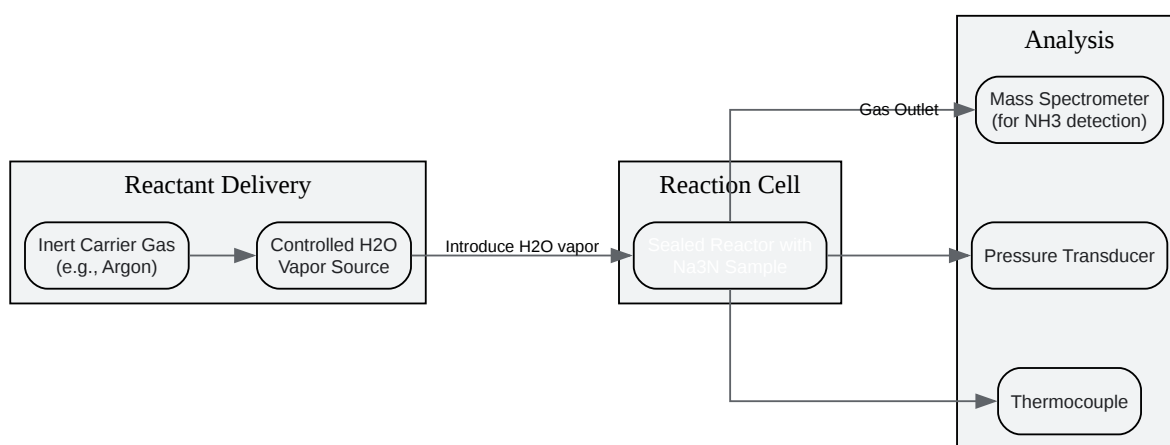 Reactant Delivery
Inert Carrier Gas
(e.g., Argon)
Controlled H2O
Vapor Source
Introduce H2O vapor
Reaction Cell
Sealed Reactor with
Na3N Sample
Gas Outlet
Analysis
Mass Spectrometer
(for NH3 detection)
Pressure Transducer
Thermocouple